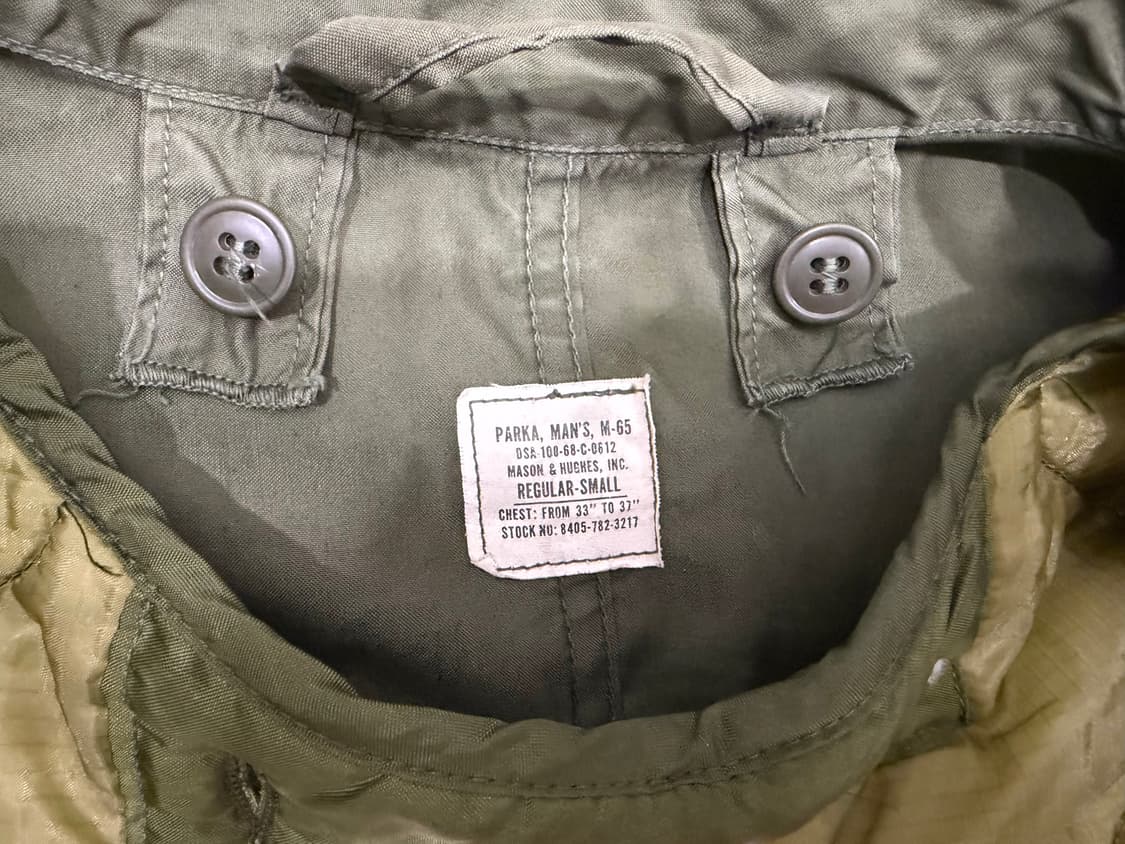 PARKA, MAN'S, M-65
DSA-100-68-C-0612
MASON & HUGHES, INC.
REGULAR-SMALL
CHEST: FROM 33" TO 37"
STOCK NO: 8405-782-3217